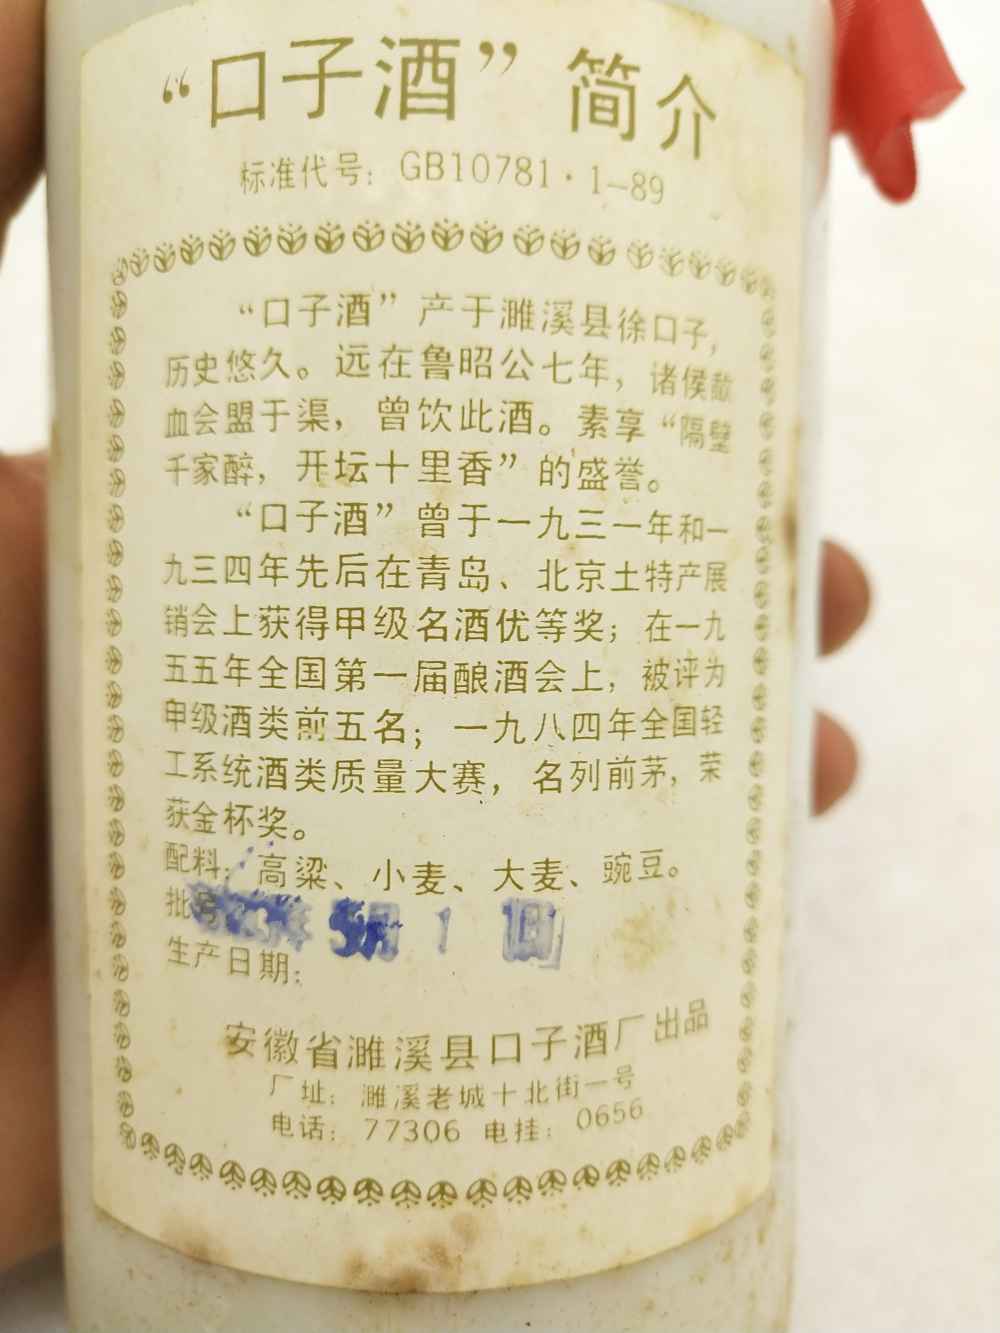 “口子酒”简介
标准代号：GB10781·1—89
“口子酒”产于濉溪县徐口子，
历史悠久。远在鲁昭公七年，诸侯歃
血会盟于渠，曾饮此酒。素享“隔壁
千家醉，开坛十里香”的盛誉。
“口子酒”曾于一九三一年和一
九三四年先后在青岛、北京土特产展
销会上获得甲级名酒优等奖；在一九
五五年全国第一届酿酒会上，被评为
甲级酒类前五名；一九八四年全国轻
工系统酒类质量大赛，名列前茅，荣
获金杯奖。
配料：高粱、小麦、大麦、豌豆。
批号 年5月1日
生产日期：
安徽省濉溪县口子酒厂出品
厂址：濉溪老城十北街一号
电话：77306 电挂：0656